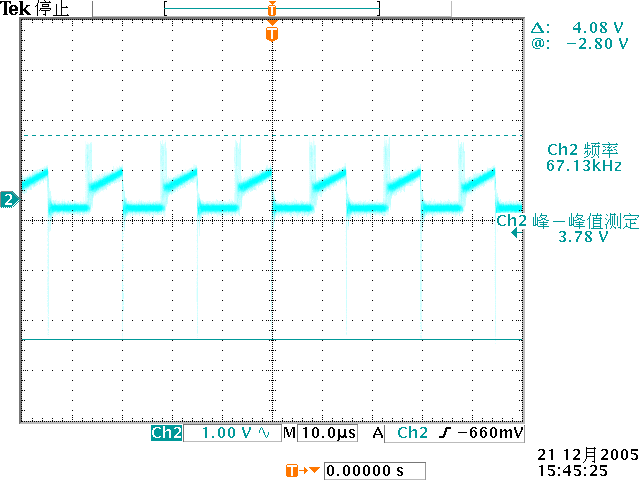 Tek 停止
T
T
Δ: 4.08 V
@: −2.80 V
Ch2 频率
67.13kHz
2
Ch2 峰−峰值测定
3.78 V
Ch2 1.00 V M 10.0µs A Ch2 −660mV
21 12月2005
15:45:25
T 0.00000 s